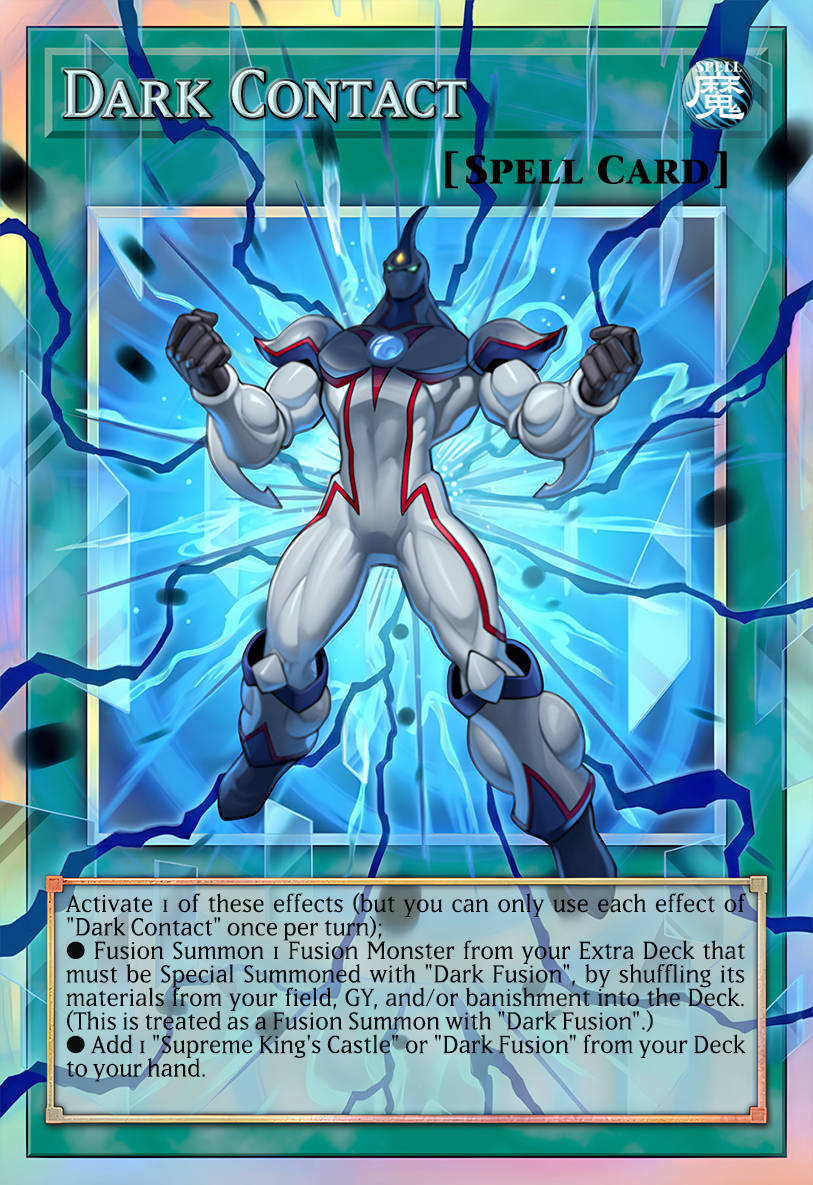 DARK CONTACT
SPELL
魔
[SPELL CARD]
Activate 1 of these effects (but you can only use each effect of
"Dark Contact" once per turn);
● Fusion Summon 1 Fusion Monster from your Extra Deck that
must be Special Summoned with "Dark Fusion", by shuffling its
materials from your field, GY, and/or banishment into the Deck.
(This is treated as a Fusion Summon with "Dark Fusion".)
● Add 1 "Supreme King's Castle" or "Dark Fusion" from your Deck
to your hand.